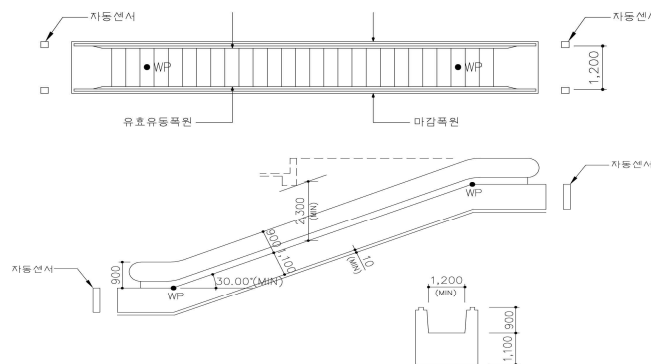 자동센서
자동센서
WP
WP
1,200
유효유동폭원
마감폭원
자동센서
WP
2,300
(MIN)
900
1,100
10
(MIN)
자동센서
900
30.00°(MIN)
WP
1,200
(MIN)
900
1,100